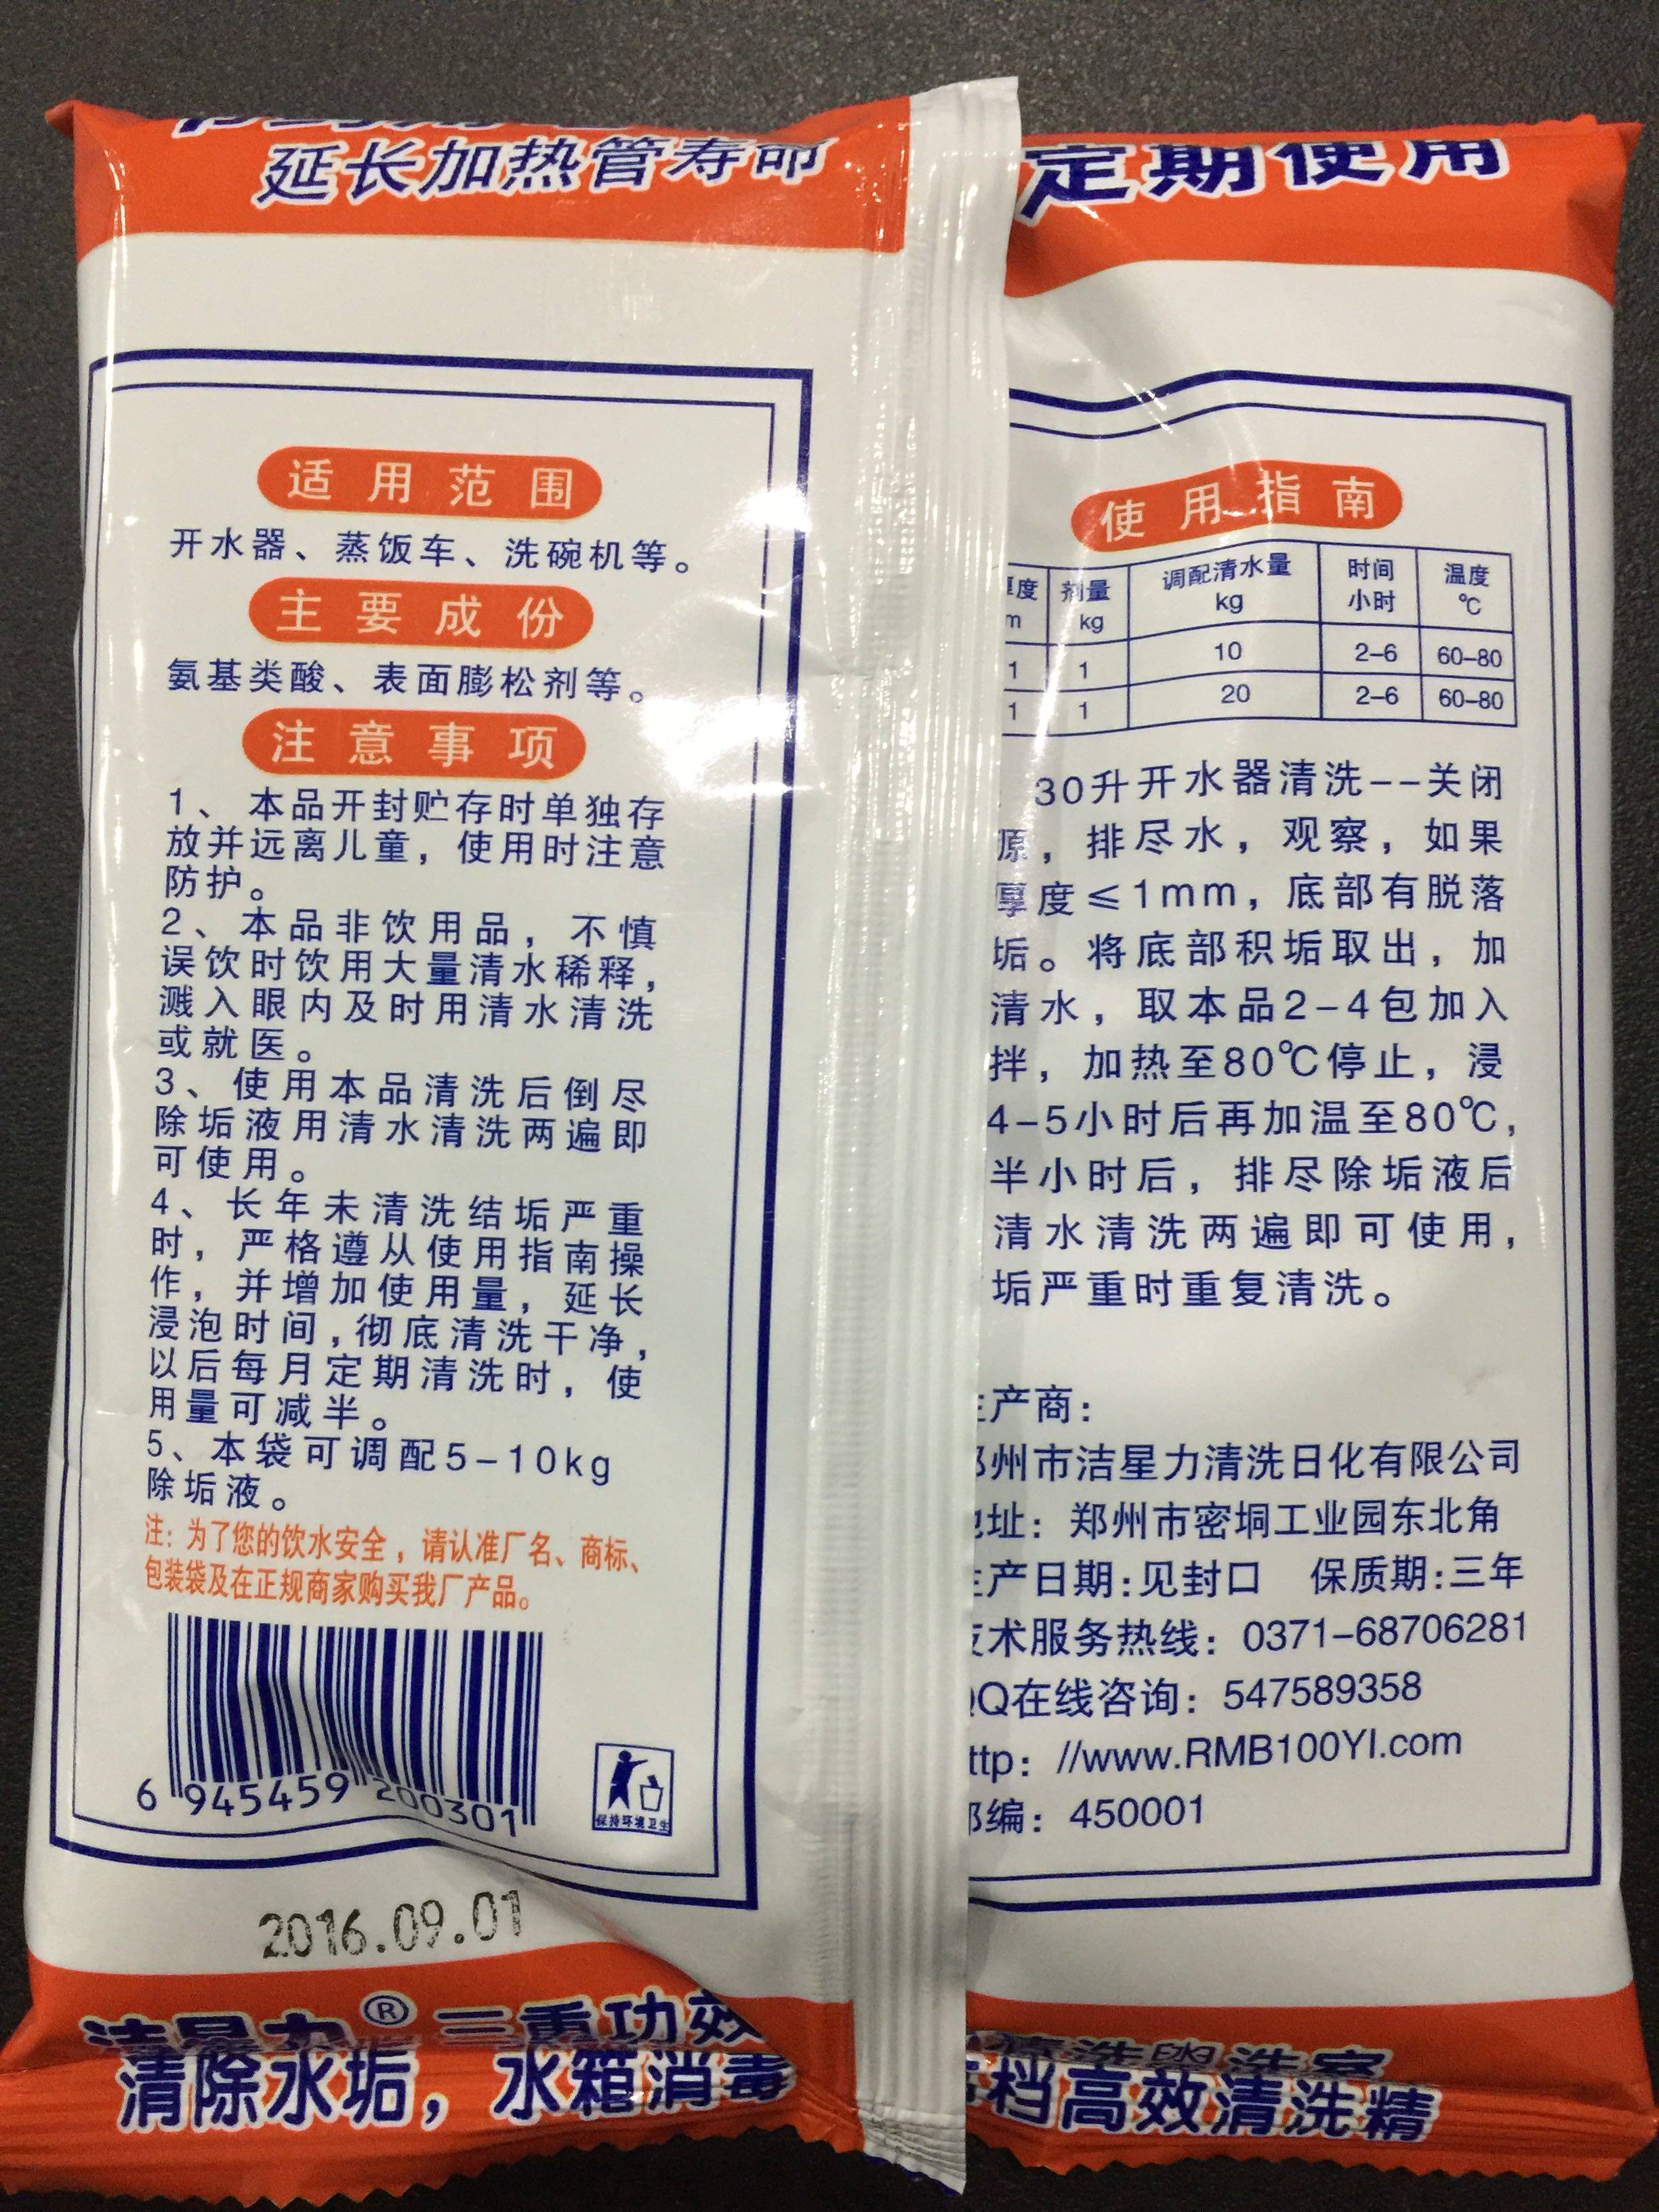 延长加热管寿命
适用范围
开水器、蒸饭车、洗碗机等。
主要成份
氨基类酸、表面膨松剂等。
注意事项
1、本品开封贮存时单独存
放并远离儿童，使用时注意
防护。
2、本品非饮用品，不慎
误饮时饮用大量清水稀释，
溅入眼内及时用清水清洗
或就医。
3、使用本品清洗后倒尽
除垢液用清水清洗两遍即
可使用。
4、长年未清洗结垢严重
时，严格遵从使用指南操
作，并增加使用量，延长
浸泡时间，彻底清洗干净，
以后每月定期清洗时，使
用量可减半。
5、本袋可调配5-10kg
除垢液。
注：为了您的饮水安全，请认准厂名、商标、
包装袋及在正规商家购买我厂产品。
6 945459 200301
保持环境卫生
2016.09.01
洁星力® 三重功效
清除水垢，水箱消毒
定期使用
使用指南
度 剂量 调配清水量 时间 温度
m kg kg 小时 ℃
1 1 10 2-6 60-80
1 1 20 2-6 60-80
30升开水器清洗--关闭
原，排尽水，观察，如果
厚度≤1mm，底部有脱落
垢。将底部积垢取出，加
清水，取本品2-4包加入
拌，加热至80℃停止，浸
4-5小时后再加温至80℃，
半小时后，排尽除垢液后
清水清洗两遍即可使用，
垢严重时重复清洗。
产商：
州市洁星力清洗日化有限公司
址：郑州市密垌工业园东北角
产日期:见封口 保质期:三年
术服务热线：0371-68706281
QQ在线咨询：547589358
ttp：//www.RMB100YI.com
编：450001
档高效清洗精